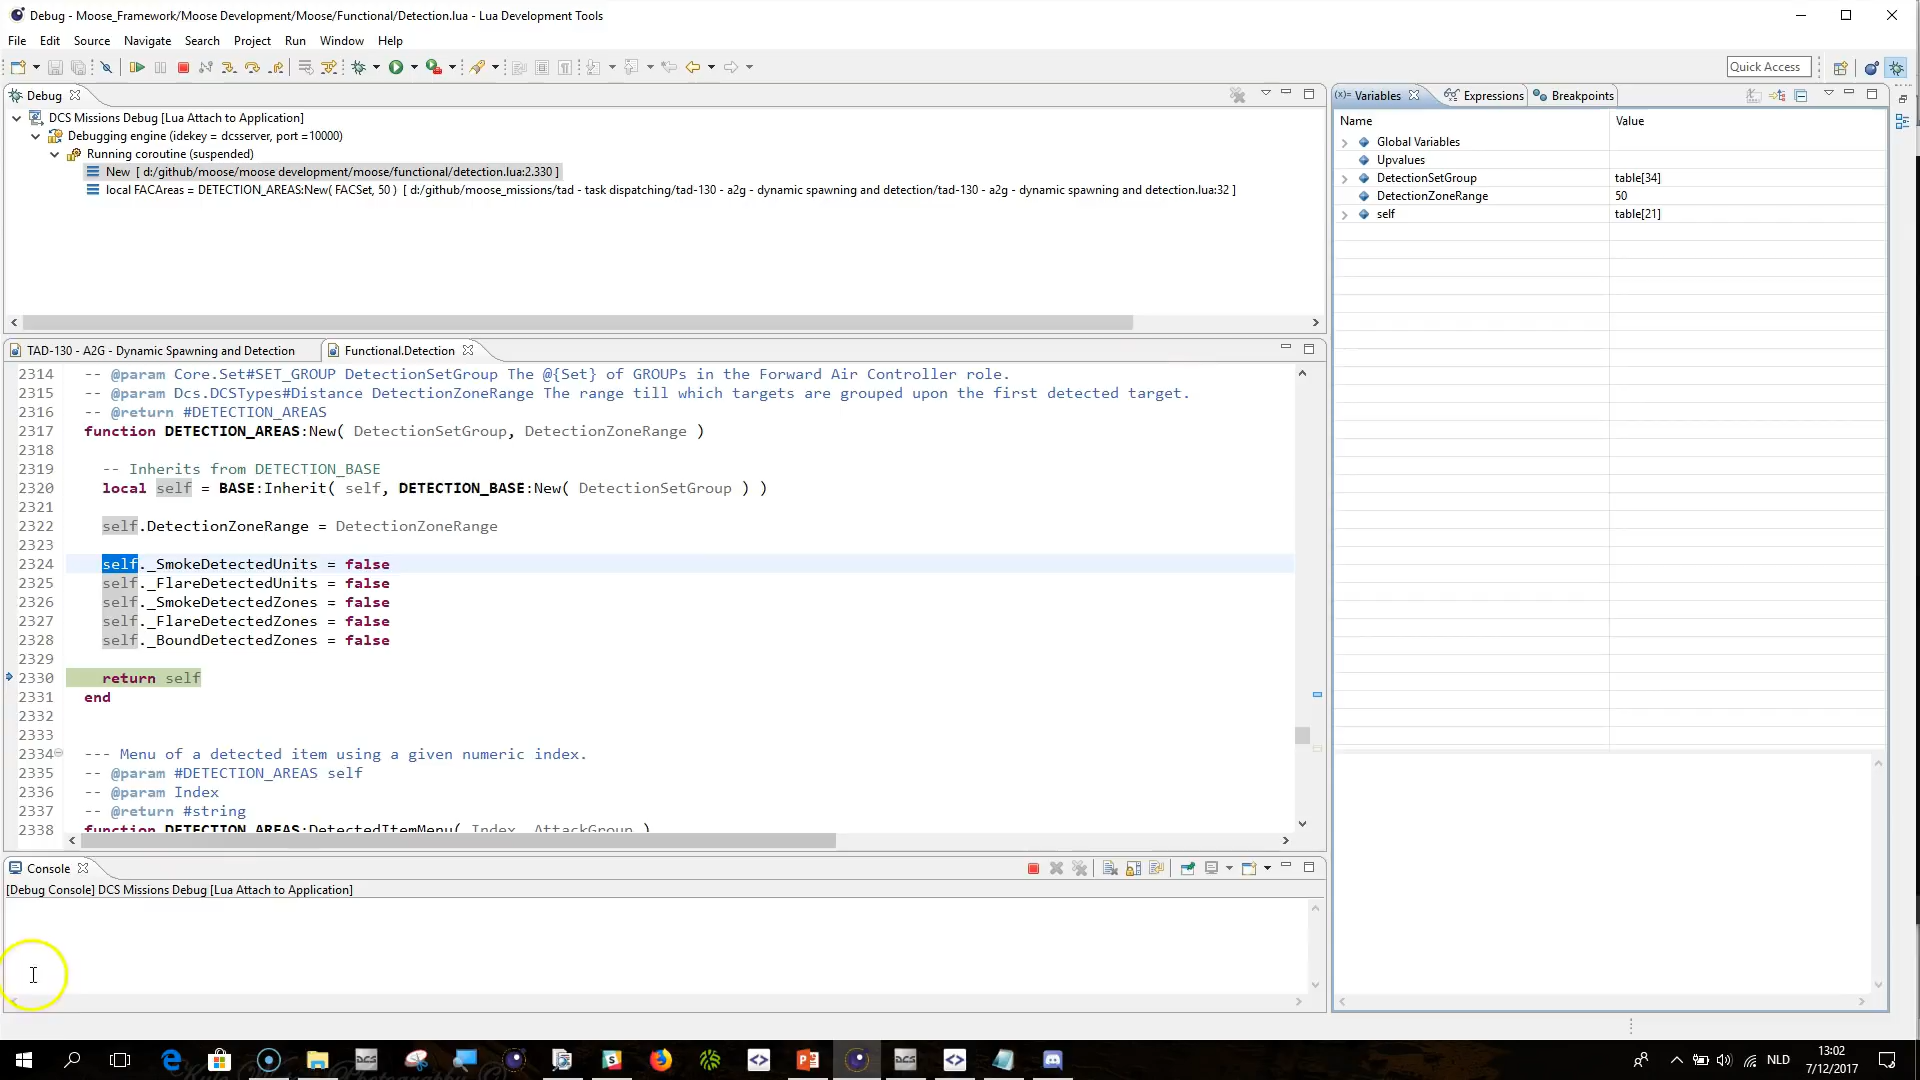 Debug - Moose_Framework/Moose Development/Moose/Functional/Detection.lua - Lua Development Tools
File Edit Source Navigate Search Project Run Window Help
Quick Access
Debug
DCS Missions Debug [Lua Attach to Application]
Debugging engine (idekey = dcsserver, port =10000)
Running coroutine (suspended)
New [ d:/github/moose/moose development/moose/functional/detection.lua:2.330 ]
local FACAreas = DETECTION_AREAS:New( FACSet, 50 ) [ d:/github/moose_missions/tad - task dispatching/tad-130 - a2g - dynamic spawning and detection/tad-130 - a2g - dynamic spawning and detection.lua:32 ]
(x)= Variables Expressions Breakpoints
Name Value
Global Variables
Upvalues
DetectionSetGroup table[34]
DetectionZoneRange 50
self table[21]
TAD-130 - A2G - Dynamic Spawning and Detection Functional.Detection
2314 -- @param Core.Set#SET_GROUP DetectionSetGroup The @{Set} of GROUPs in the Forward Air Controller role.
2315 -- @param Dcs.DCSTypes#Distance DetectionZoneRange The range till which targets are grouped upon the first detected target.
2316 -- @return #DETECTION_AREAS
2317 function DETECTION_AREAS:New( DetectionSetGroup, DetectionZoneRange )
2318
2319 -- Inherits from DETECTION_BASE
2320 local self = BASE:Inherit( self, DETECTION_BASE:New( DetectionSetGroup ) )
2321
2322 self.DetectionZoneRange = DetectionZoneRange
2323
2324 self._SmokeDetectedUnits = false
2325 self._FlareDetectedUnits = false
2326 self._SmokeDetectedZones = false
2327 self._FlareDetectedZones = false
2328 self._BoundDetectedZones = false
2329
2330 return self
2331 end
2332
2333
2334 --- Menu of a detected item using a given numeric index.
2335 -- @param #DETECTION_AREAS self
2336 -- @param Index
2337 -- @return #string
2338 function DETECTION_AREAS:DetectedItemMenu( Index, AttackGroup )
Console
[Debug Console] DCS Missions Debug [Lua Attach to Application]
NLD
13:02
7/12/2017